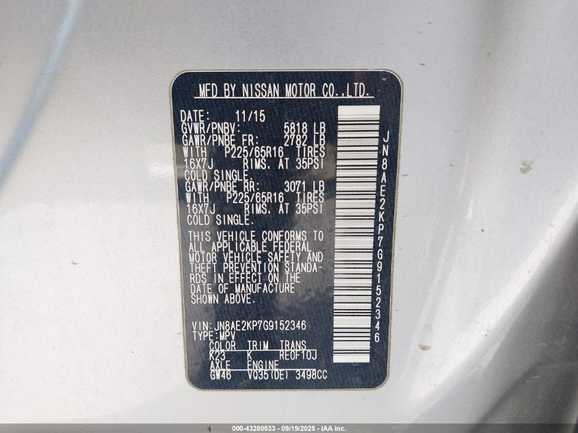 MFD BY NISSAN MOTOR CO.,LTD.
DATE: 11/15
GVWR/PNBV: 5818 LB
GAWR/PNBE FR: 2782 LB
WITH P225/65R16 TIRES
16X7J RIMS, AT 35PSI
COLD SINGLE.
GAWR/PNBE RR: 3071 LB
WITH P225/65R16 TIRES
16X7J RIMS, AT 35PSI
COLD SINGLE.
THIS VEHICLE CONFORMS TO
ALL APPLICABLE FEDERAL
MOTOR VEHICLE SAFETY AND
THEFT PREVENTION STANDA-
RDS IN EFFECT ON THE
DATE OF MANUFACTURE
SHOWN ABOVE.
VIN: JN8AE2KP7G9152346
TYPE: MPV
COLOR TRIM TRANS
K23 K REOF10J
AXLE ENGINE
GW46 VQ35(DE) 3498CC
JN8AE2KP7G9152346
000-43280533 - 09/19/2025 - IAA Inc.